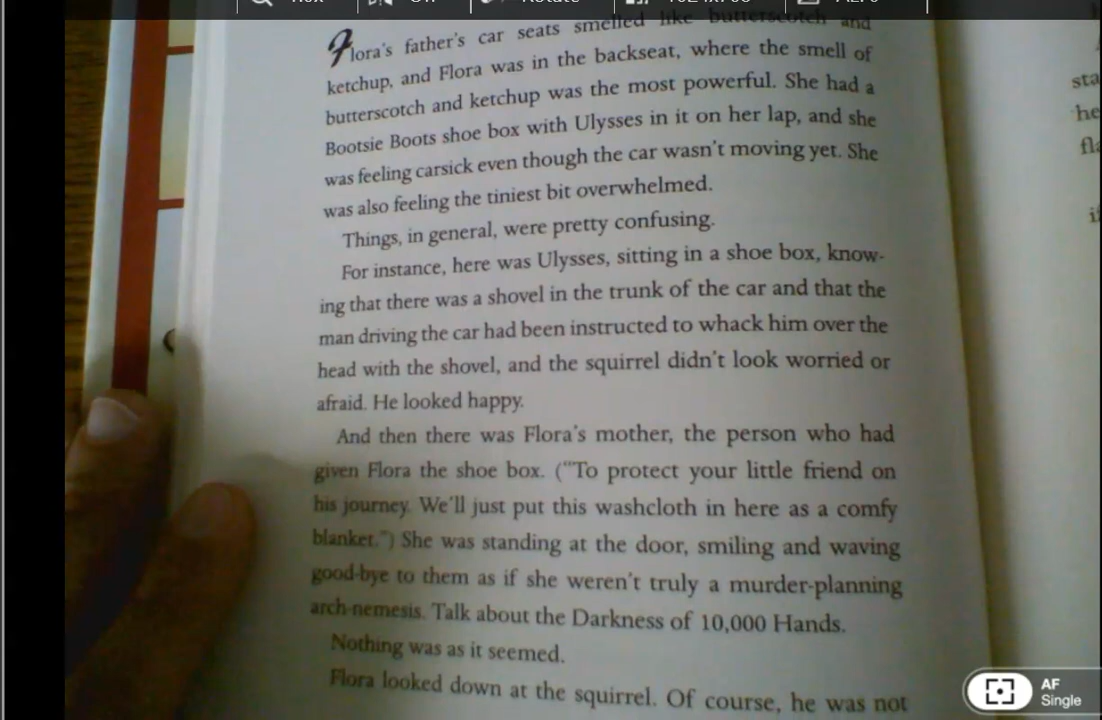 Flora's father's car seats smelled like butterscotch and
ketchup, and Flora was in the backseat, where the smell of
butterscotch and ketchup was the most powerful. She had a
Bootsie Boots shoe box with Ulysses in it on her lap, and she
was feeling carsick even though the car wasn't moving yet. She
was also feeling the tiniest bit overwhelmed.
Things, in general, were pretty confusing.
For instance, here was Ulysses, sitting in a shoe box, know-
ing that there was a shovel in the trunk of the car and that the
man driving the car had been instructed to whack him over the
head with the shovel, and the squirrel didn't look worried or
afraid. He looked happy.
And then there was Flora's mother, the person who had
given Flora the shoe box. ("To protect your little friend on
his journey. We'll just put this washcloth in here as a comfy
blanket.") She was standing at the door, smiling and waving
good-bye to them as if she weren't truly a murder-planning
arch-nemesis. Talk about the Darkness of 10,000 Hands.
Nothing was as it seemed.
Flora looked down at the squirrel. Of course, he was not
sta
he
fla
AF
Single